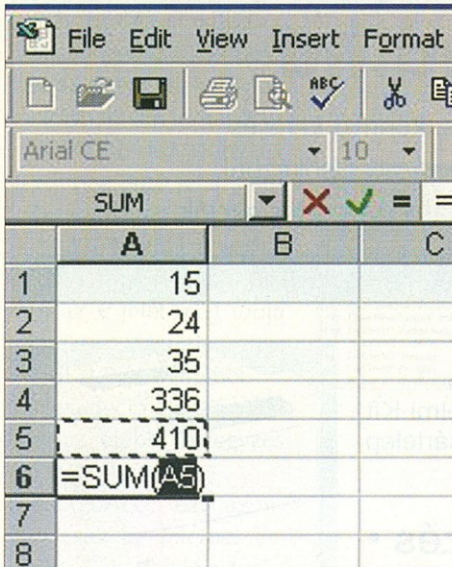 File Edit View Insert Format
ABC
Arial CE 10
SUM = =
A B C
1 15
2 24
3 35
4 336
5 410
6 =SUM(A5)
7
8